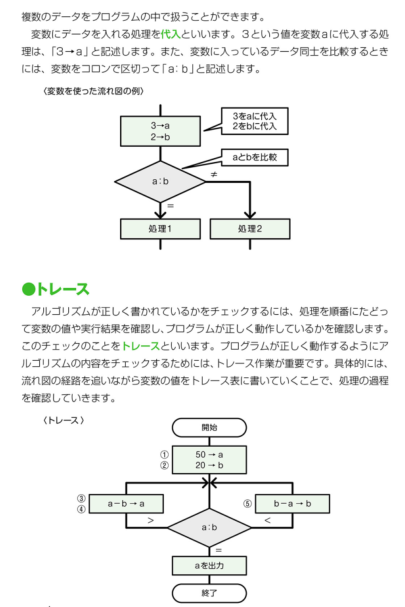 複数のデータをプログラムの中で扱うことができます。
変数にデータを入れる処理を代入といいます。3という値を変数aに代入する処
理は、「3→a」と記述します。また、変数に入っているデータ同士を比較するとき
には、変数をコロンで区切って「a:b」と記述します。
〈変数を使った流れ図の例〉
3→a
2→b
3をaに代入
2をbに代入
aとbを比較
a:b
≠
=
処理1
処理2
●トレース
アルゴリズムが正しく書かれているかをチェックするには、処理を順番にたどっ
て変数の値や実行結果を確認し、プログラムが正しく動作しているかを確認します。
このチェックのことをトレースといいます。プログラムが正しく動作するようにア
ルゴリズムの内容をチェックするためには、トレース作業が重要です。具体的には、
流れ図の経路を追いながら変数の値をトレース表に書いていくことで、処理の過程
を確認していきます。
〈トレース〉
開始
① 50→a
② 20→b
③
④
a-b→a
⑤ b-a→b
>
a:b
<
=
aを出力
終了